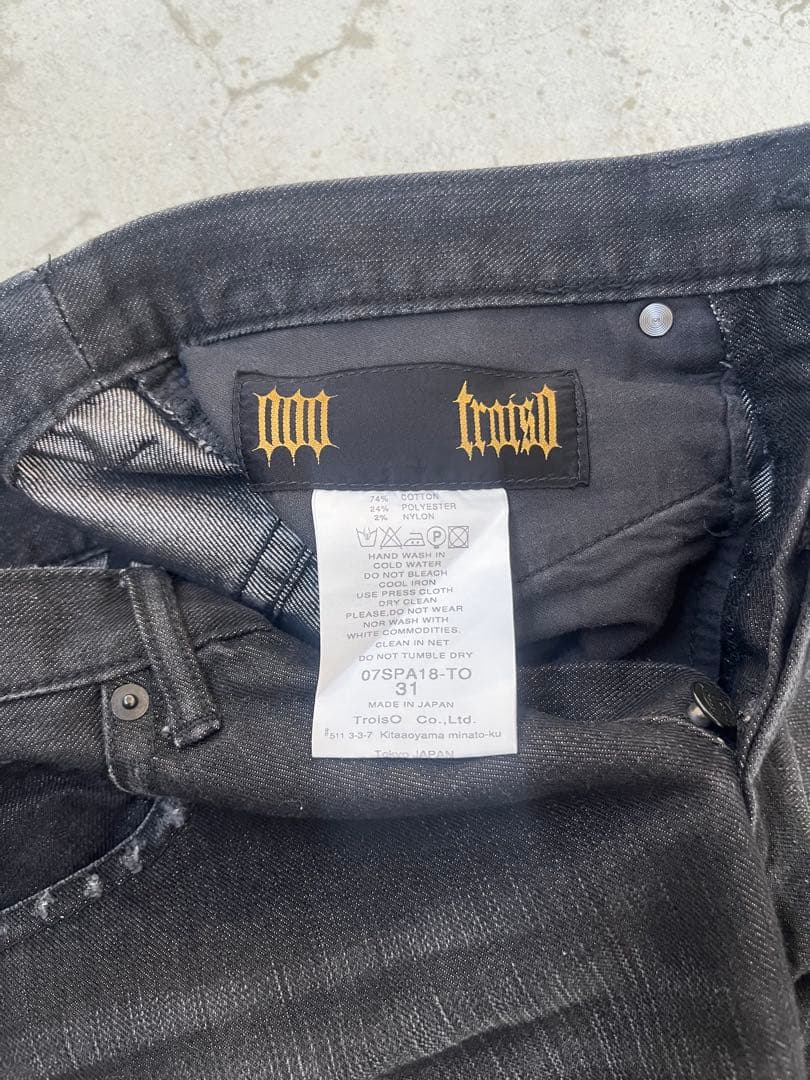 000 troisO
74% COTTON
24% POLYESTER
2% NYLON
P
HAND WASH IN
COLD WATER
DO NOT BLEACH
COOL IRON
USE PRESS CLOTH
DRY CLEAN
PLEASE,DO NOT WEAR
NOR WASH WITH
WHITE COMMODITIES.
CLEAN IN NET
DO NOT TUMBLE DRY
07SPA18-TO
31
MADE IN JAPAN
TroisO Co.,Ltd.
511 3-3-7 Kitaaoyama minato-ku
Tokyo JAPAN